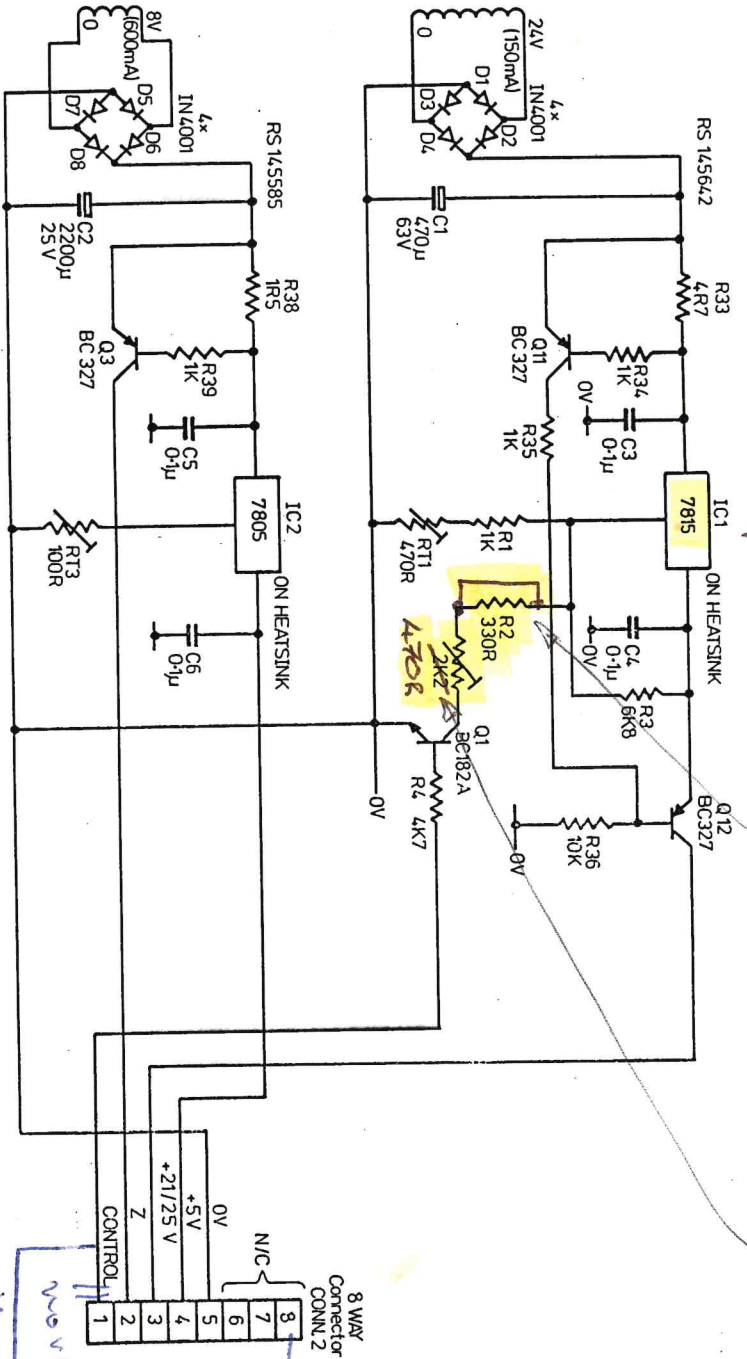 RS 145642
24V
(150mA)
0
4×
IN4001
D1
D2
D3
D4
C1
470µ
63V
R33
4R7
Q11
BC327
R34
1K
R35
1K
0V
C3
0·1µ
IC1
7815
ON HEATSINK
C4
0·1µ
0V
R3
6K8
Q12
BC327
R36
10K
0V
R1
1K
RT1
470R
R2
330R
2K2
470R
Q1
BC182A
R4 4K7
0V
RS 145585
8V
(600mA)
0
4×
IN4001
D5
D6
D7
D8
C2
2200µ
25V
R38
1R5
Q3
BC327
R39
1K
C5
0·1µ
IC2
7805
ON HEATSINK
C6
0·1µ
RT3
100R
8 WAY
Connector
CONN.2
N/C
0V
+5V
+21/25 V
Z
CONTROL
8
7
6
5
4
3
2
1